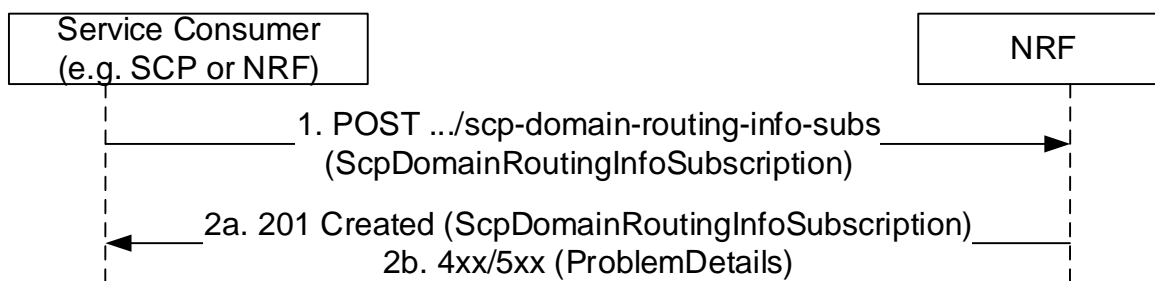 Service Consumer
(e.g. SCP or NRF)
NRF
1. POST .../scp-domain-routing-info-subs
(ScpDomainRoutingInfoSubscription)
2a. 201 Created (ScpDomainRoutingInfoSubscription)
2b. 4xx/5xx (ProblemDetails)